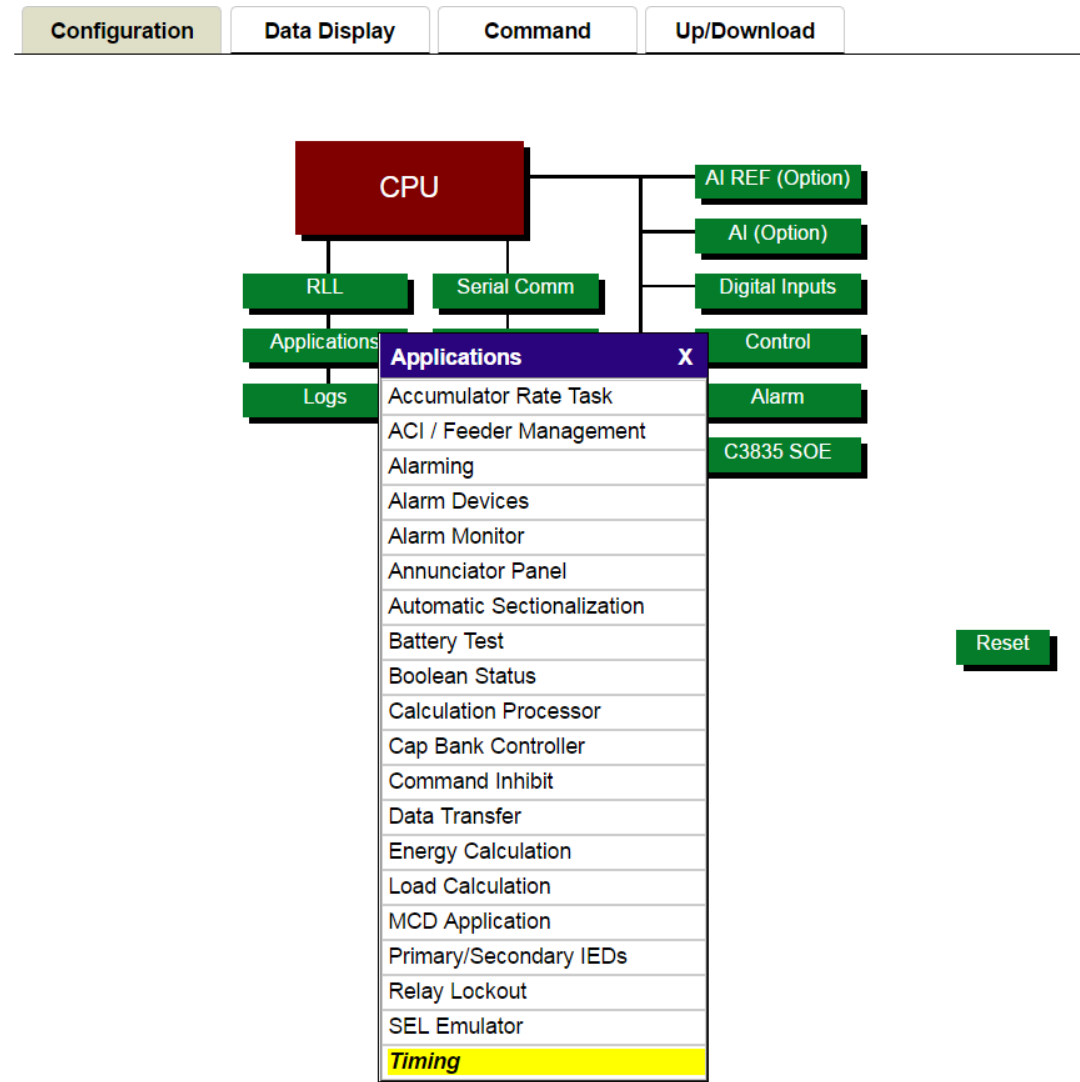 Configuration
Data Display
Command
Up/Download
CPU
AI REF (Option)
AI (Option)
RLL
Serial Comm
Digital Inputs
Applications
Control
Logs
Alarm
C3835 SOE
Applications X
Accumulator Rate Task
ACI / Feeder Management
Alarming
Alarm Devices
Alarm Monitor
Annunciator Panel
Automatic Sectionalization
Battery Test
Boolean Status
Calculation Processor
Cap Bank Controller
Command Inhibit
Data Transfer
Energy Calculation
Load Calculation
MCD Application
Primary/Secondary IEDs
Relay Lockout
SEL Emulator
Timing
Reset